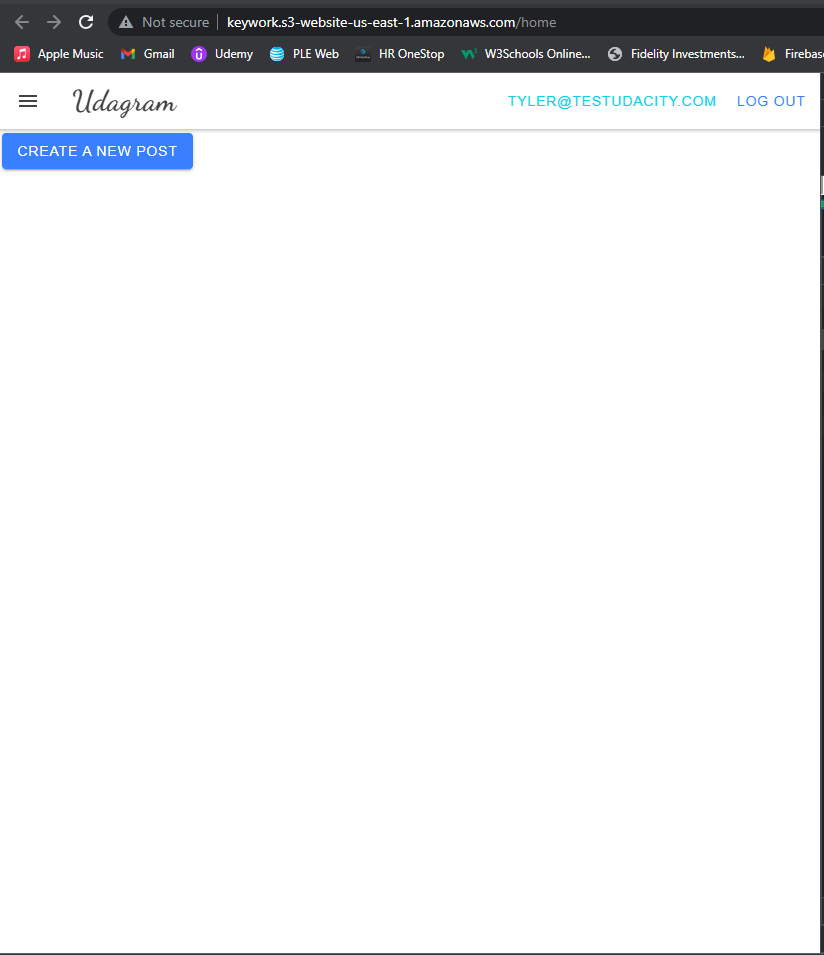 Not secure keywork.s3-website-us-east-1.amazonaws.com/home
Apple Music Gmail Udemy PLE Web HR OneStop W3Schools Online... Fidelity Investments... Firebas
Udagram TYLER@TESTUDACITY.COM LOG OUT
CREATE A NEW POST